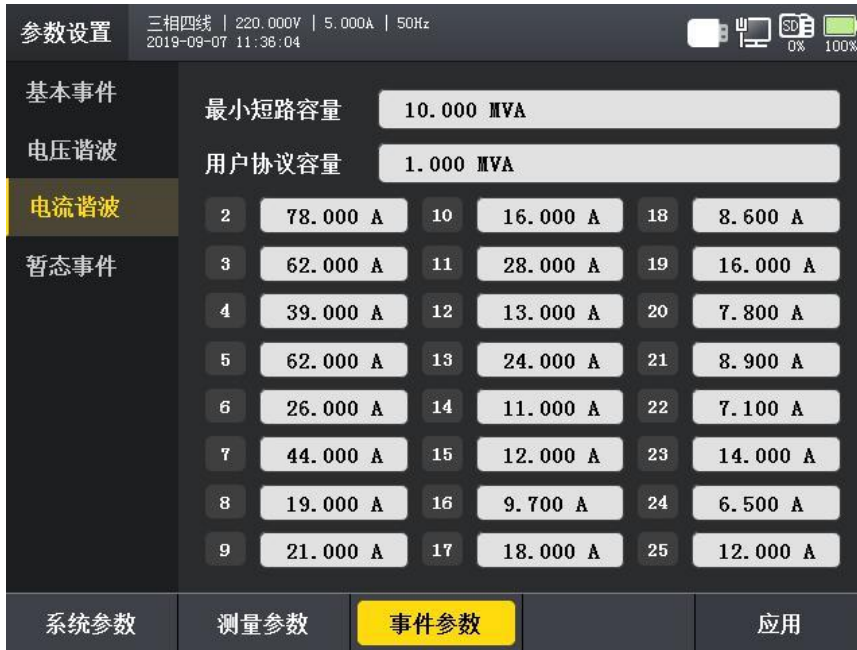 参数设置
三相四线 | 220.000V | 5.000A | 50Hz
2019-09-07 11:36:04
SD
0%
100%
基本事件
电压谐波
电流谐波
暂态事件
最小短路容量 10.000 MVA
用户协议容量 1.000 MVA
2 78.000 A 10 16.000 A 18 8.600 A
3 62.000 A 11 28.000 A 19 16.000 A
4 39.000 A 12 13.000 A 20 7.800 A
5 62.000 A 13 24.000 A 21 8.900 A
6 26.000 A 14 11.000 A 22 7.100 A
7 44.000 A 15 12.000 A 23 14.000 A
8 19.000 A 16 9.700 A 24 6.500 A
9 21.000 A 17 18.000 A 25 12.000 A
系统参数 测量参数 事件参数 应用